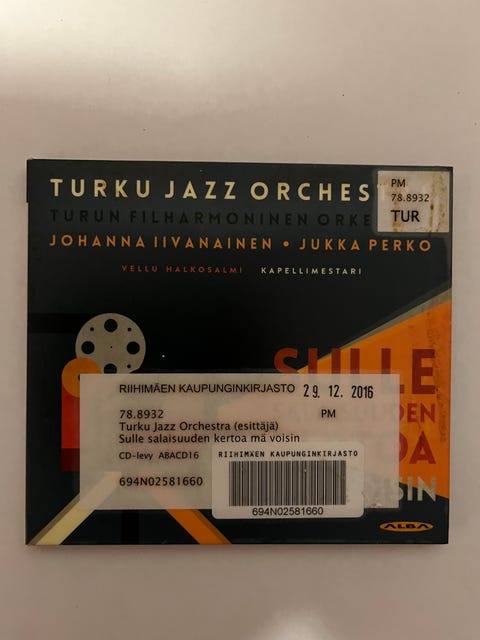 TURKU JAZZ ORCHEST
PM
78.8932
TUR
TURUN FILHARMONINEN ORKE
JOHANNA IIVANAINEN • JUKKA PERKO
VELLU HALKOSALMI KAPELLIMESTARI
SULLE
RIIHIMÄEN KAUPUNGINKIRJASTO 29. 12. 2016
78.8932 PM
Turku Jazz Orchestra (esittäjä)
Sulle salaisuuden kertoa mä voisin
CD-levy ABACD16
RIIHIMÄEN KAUPUNGINKIRJASTO
694N02581660
694N02581660
ALBA